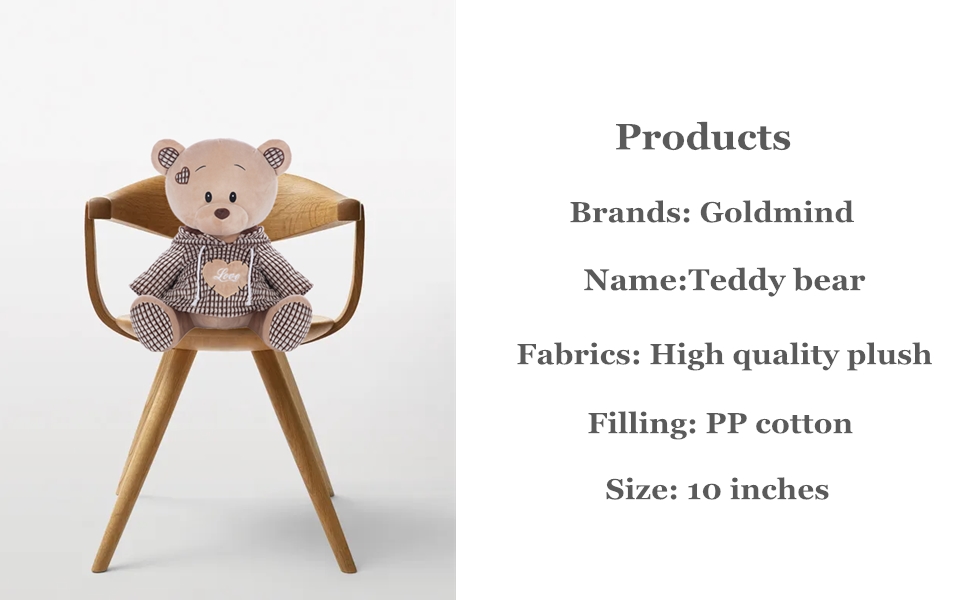 Love
Products
Brands: Goldmind
Name:Teddy bear
Fabrics: High quality plush
Filling: PP cotton
Size: 10 inches